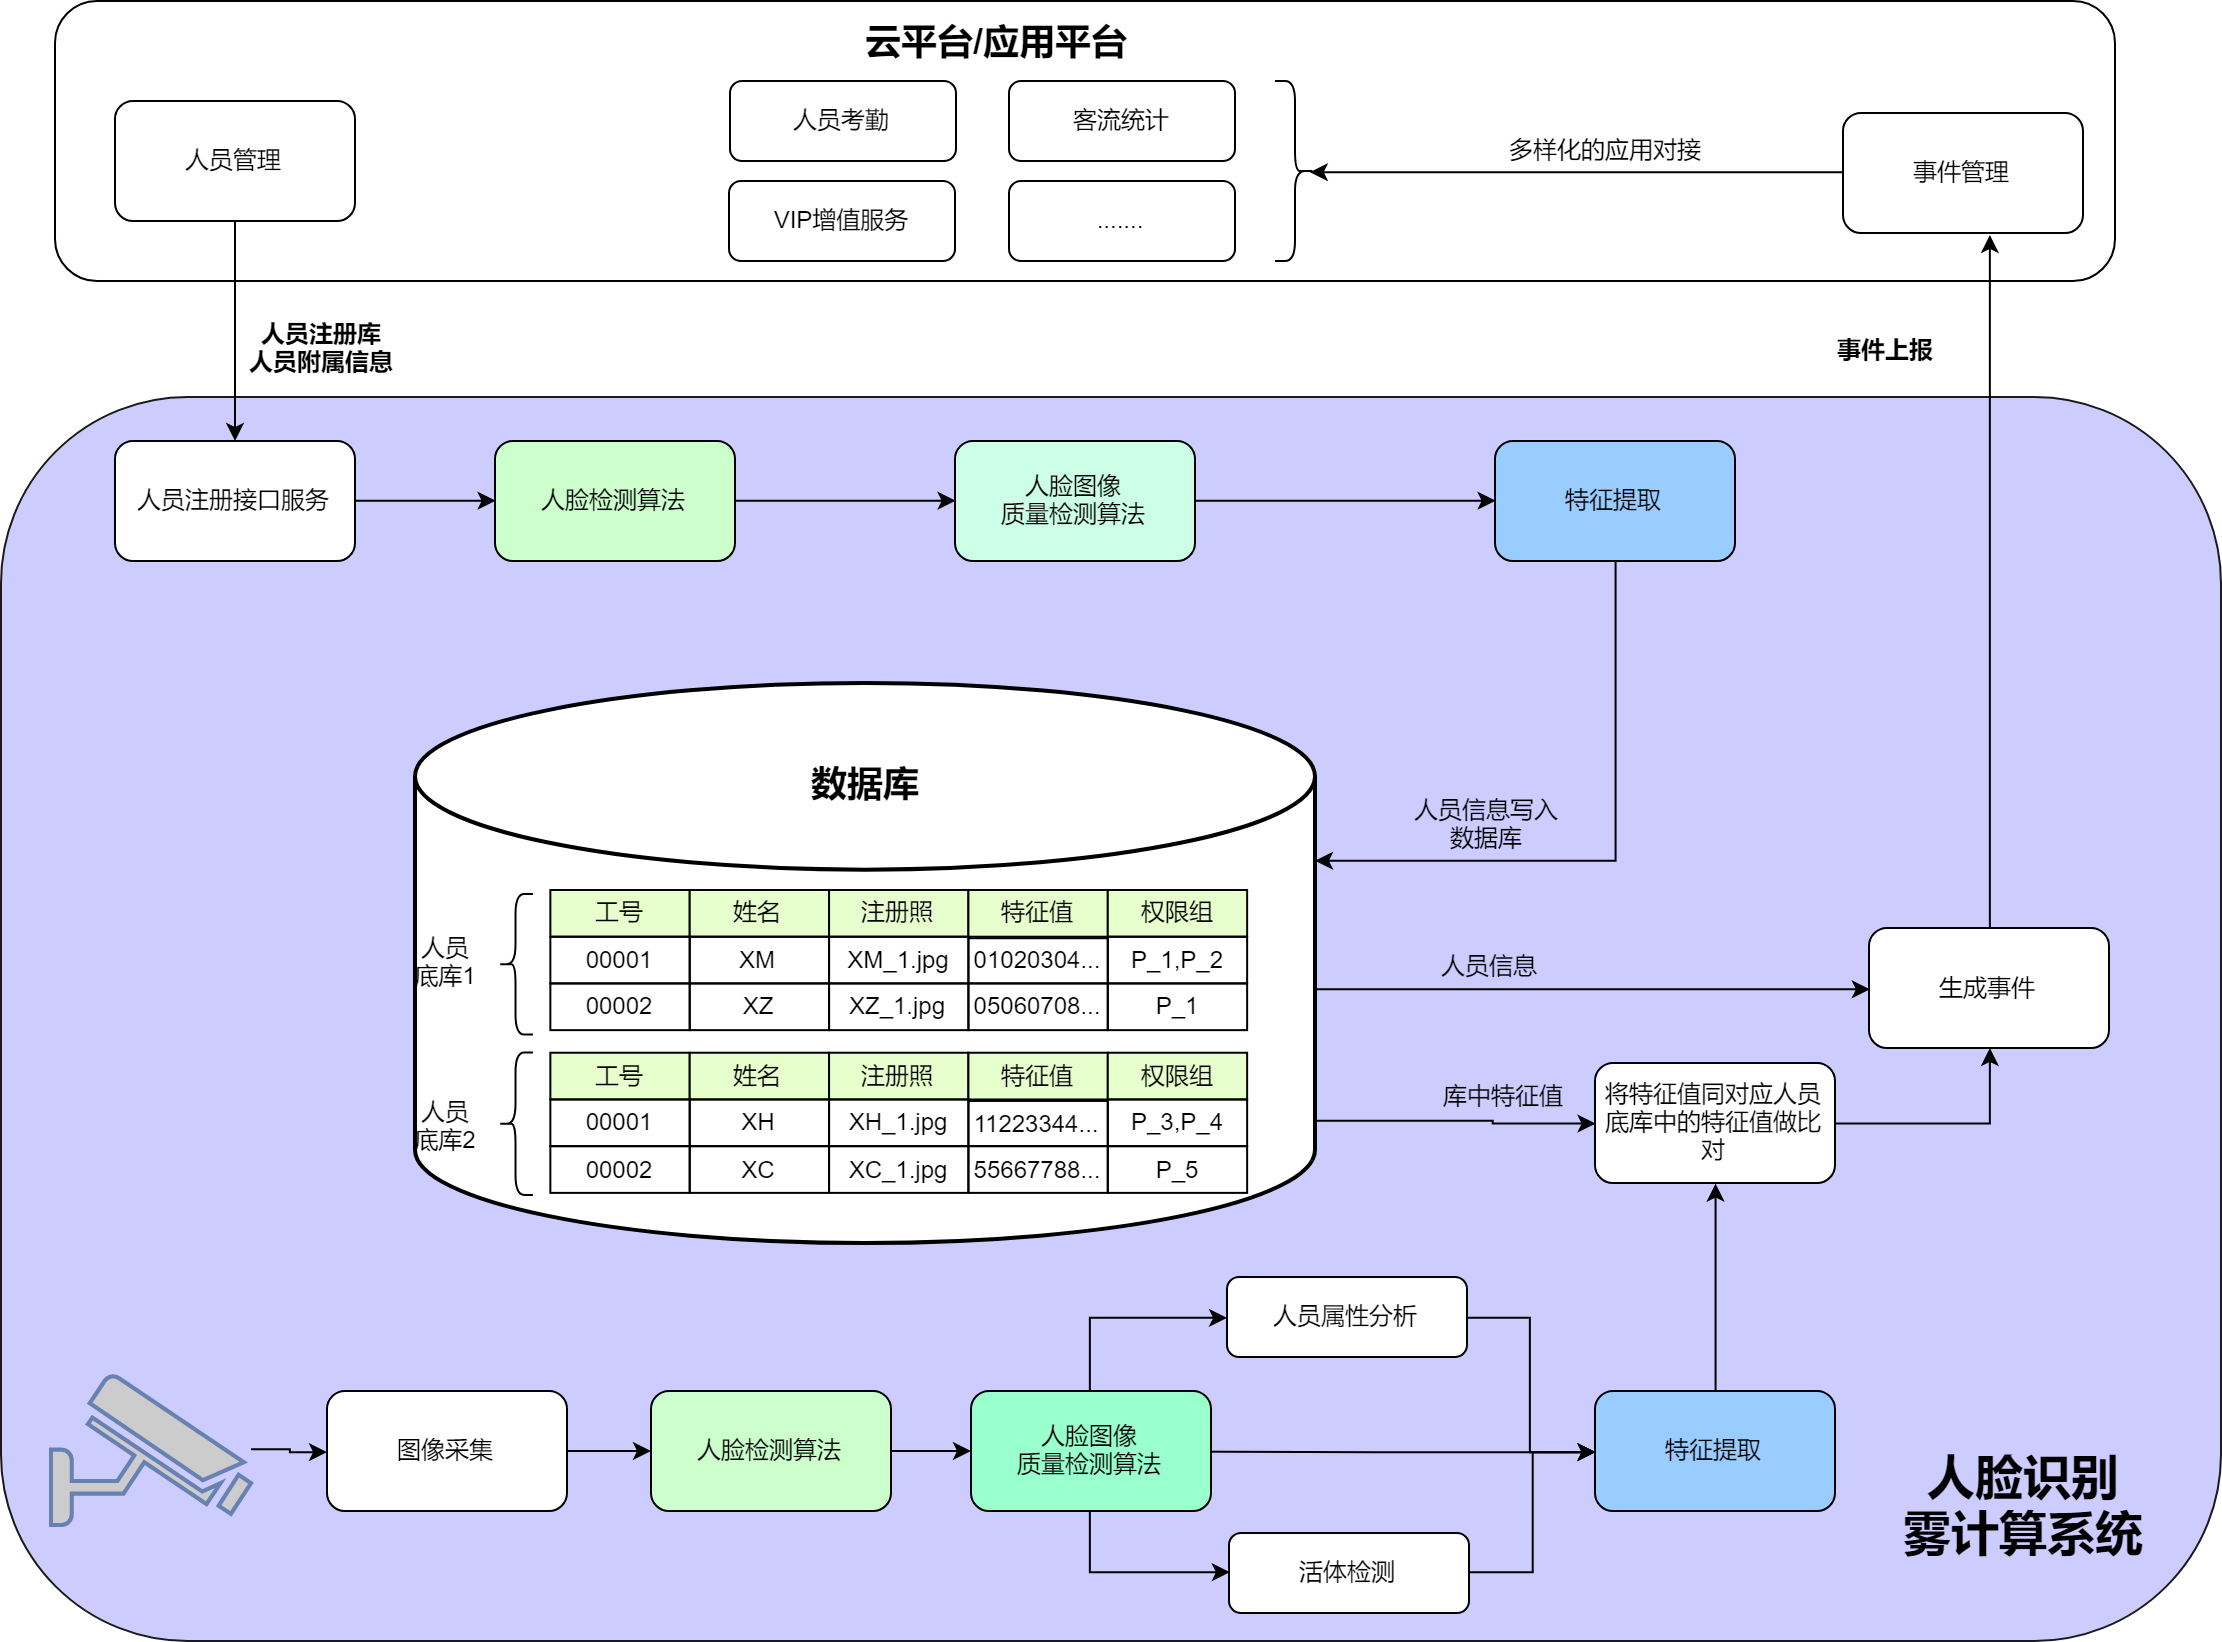 云平台/应用平台
人员管理
人员考勤
客流统计
VIP增值服务
.......
多样化的应用对接
事件管理
人员注册库
人员附属信息
事件上报
人员注册接口服务
人脸检测算法
人脸图像
质量检测算法
特征提取
数据库
人员信息写入
数据库
人员
底库1
工号 姓名 注册照 特征值 权限组
00001 XM XM_1.jpg 01020304... P_1,P_2
00002 XZ XZ_1.jpg 05060708... P_1
人员
底库2
工号 姓名 注册照 特征值 权限组
00001 XH XH_1.jpg 11223344... P_3,P_4
00002 XC XC_1.jpg 55667788... P_5
人员信息
生成事件
库中特征值
将特征值同对应人员
底库中的特征值做比
对
人员属性分析
图像采集
人脸检测算法
人脸图像
质量检测算法
特征提取
活体检测
人脸识别
雾计算系统